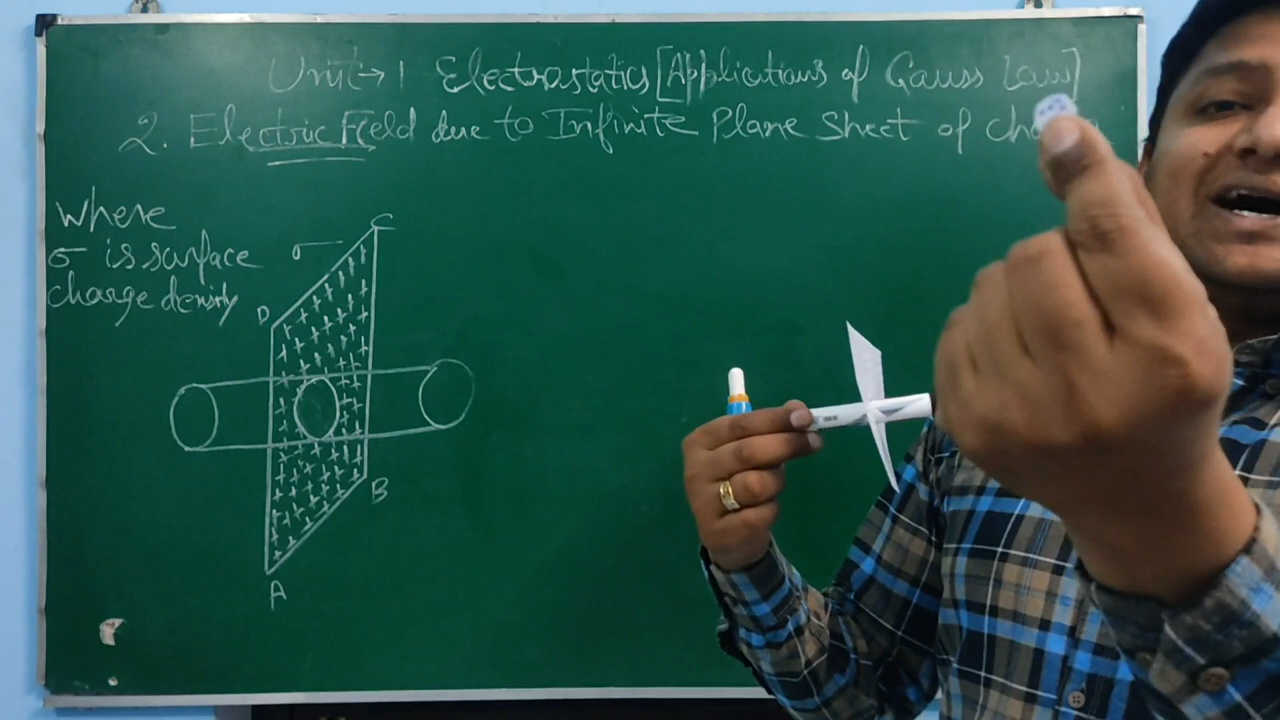 Unit→1 Electrostatics [Applications of Gauss Law]
2. Electric Field due to Infinite Plane Sheet of
where
σ is surface
charge density
σ
C
D
B
A